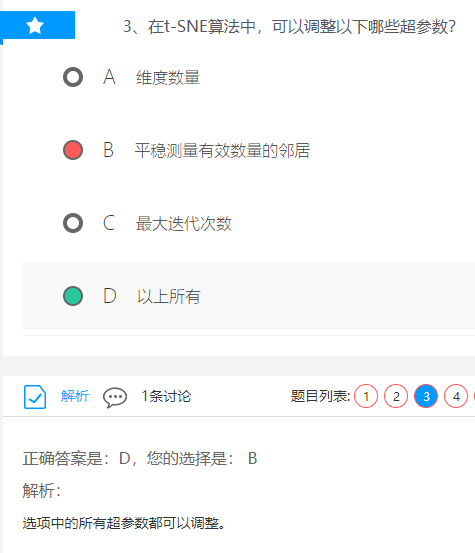 3、在t-SNE算法中，可以调整以下哪些超参数?
A 维度数量
B 平稳测量有效数量的邻居
C 最大迭代次数
D 以上所有
解析 1条讨论 题目列表: 1 2 3 4
正确答案是：D，您的选择是： B
解析：
选项中的所有超参数都可以调整。